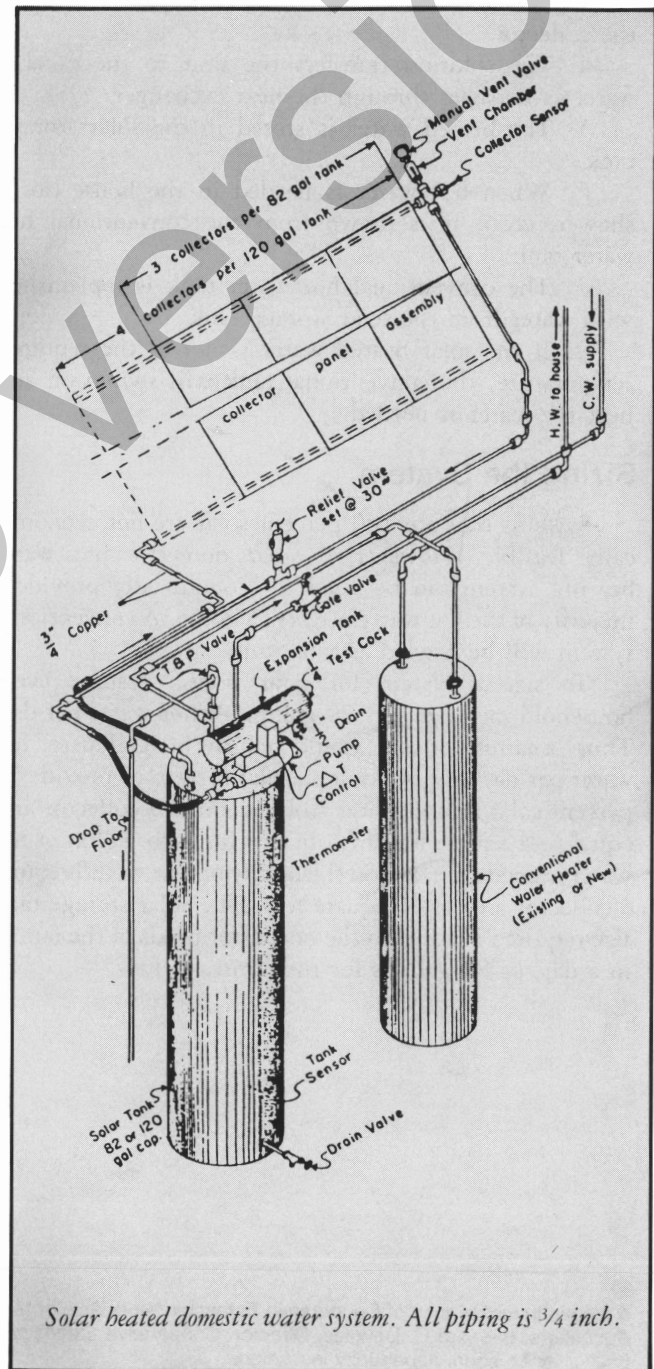 Manual Vent Valve
Vent Chamber
Collector Sensor
3 collectors per 82 gal tank
4 collectors per 120 gal tank
collector panel assembly
H.W. to house
C.W. supply
Relief Valve
set @ 30#
3/4 Copper
Gate Valve
T&P Valve
Expansion Tank
1/4" Test Cock
1/2" Drain
Pump
△T
Control
Drop To
Floor
Thermometer
Conventional
Water Heater
(Existing or New)
Tank
Sensor
Solar Tank
82 or 120
gal cap.
Drain Valve
Solar heated domestic water system. All piping is 3/4 inch.